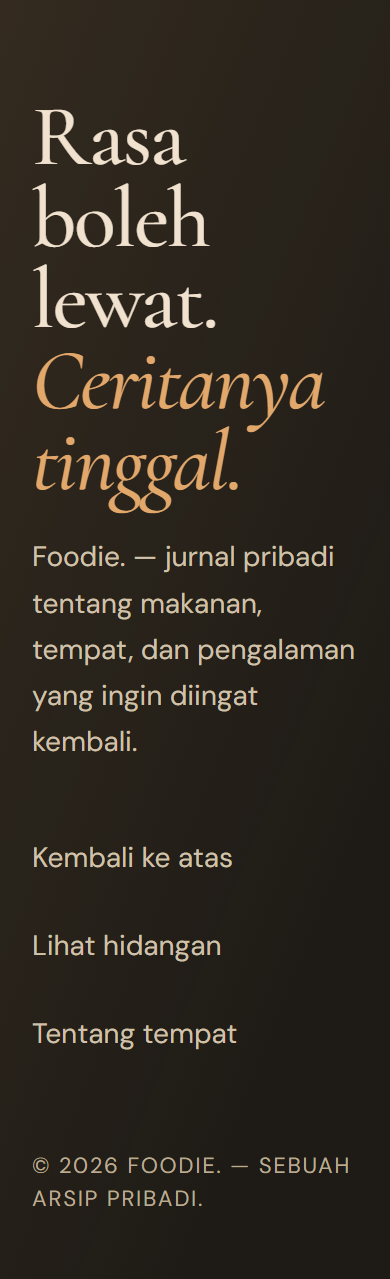 Rasa
boleh
lewat.
Ceritanya
tinggal.
Foodie. — jurnal pribadi
tentang makanan,
tempat, dan pengalaman
yang ingin diingat
kembali.
Kembali ke atas
Lihat hidangan
Tentang tempat
© 2026 FOODIE. — SEBUAH
ARSIP PRIBADI.